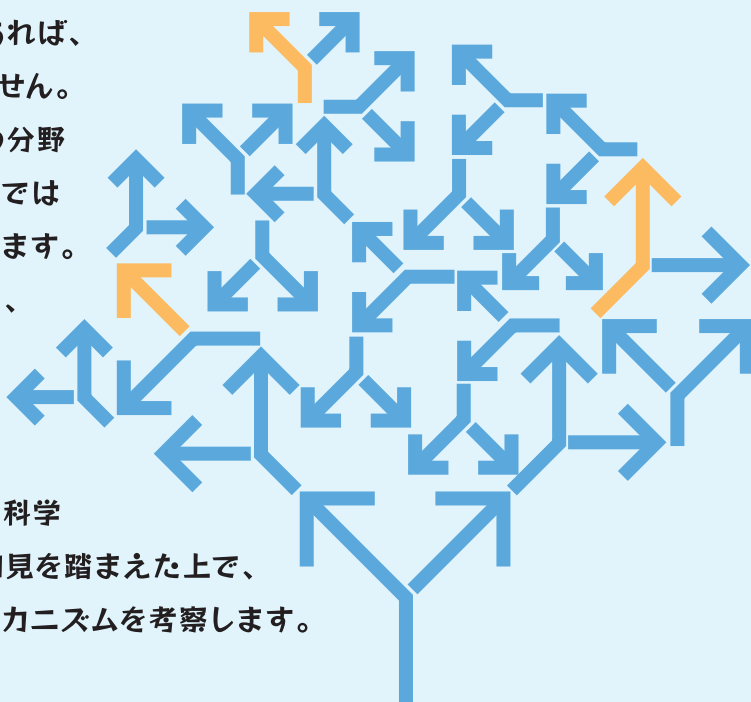 れば、
せん。
分野
では
ます。
、
科学
見を踏まえた上で、
カニズムを考察します。